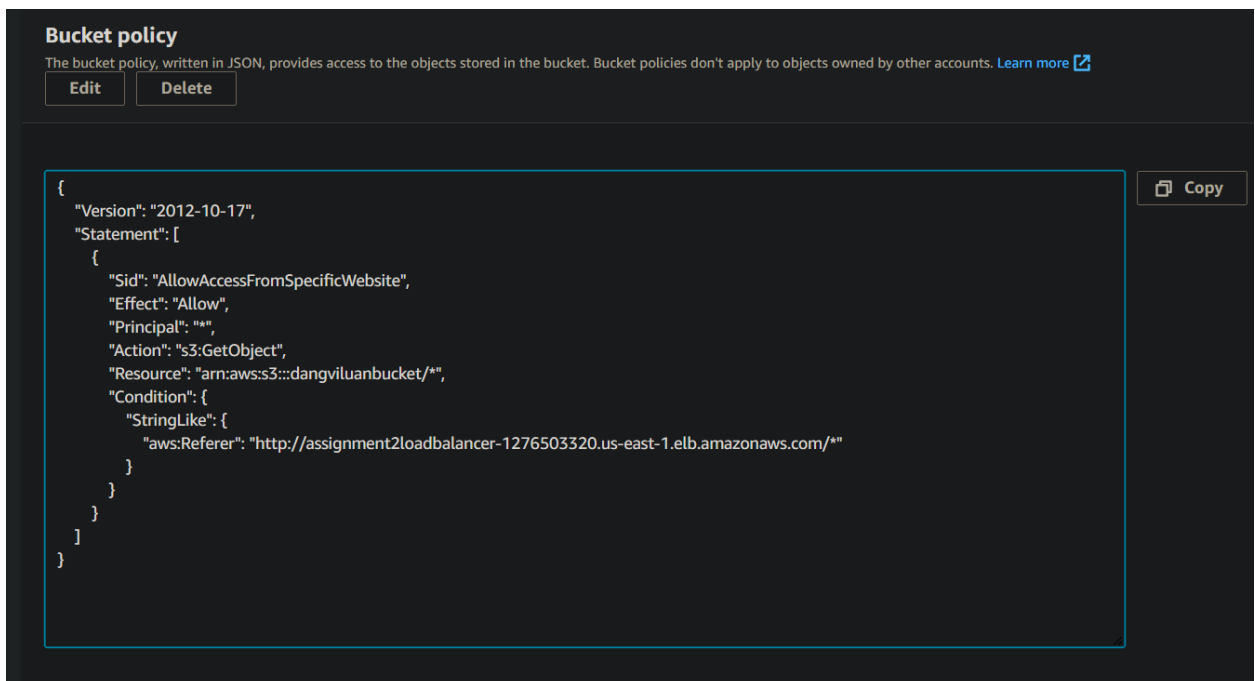 Bucket policy
The bucket policy, written in JSON, provides access to the objects stored in the bucket. Bucket policies don't apply to objects owned by other accounts. Learn more
Edit Delete
Copy
{
"Version": "2012-10-17",
"Statement": [
{
"Sid": "AllowAccessFromSpecificWebsite",
"Effect": "Allow",
"Principal": "*",
"Action": "s3:GetObject",
"Resource": "arn:aws:s3:::dangviluanbucket/*",
"Condition": {
"StringLike": {
"aws:Referer": "http://assignment2loadbalancer-1276503320.us-east-1.elb.amazonaws.com/*"
}
}
}
]
}